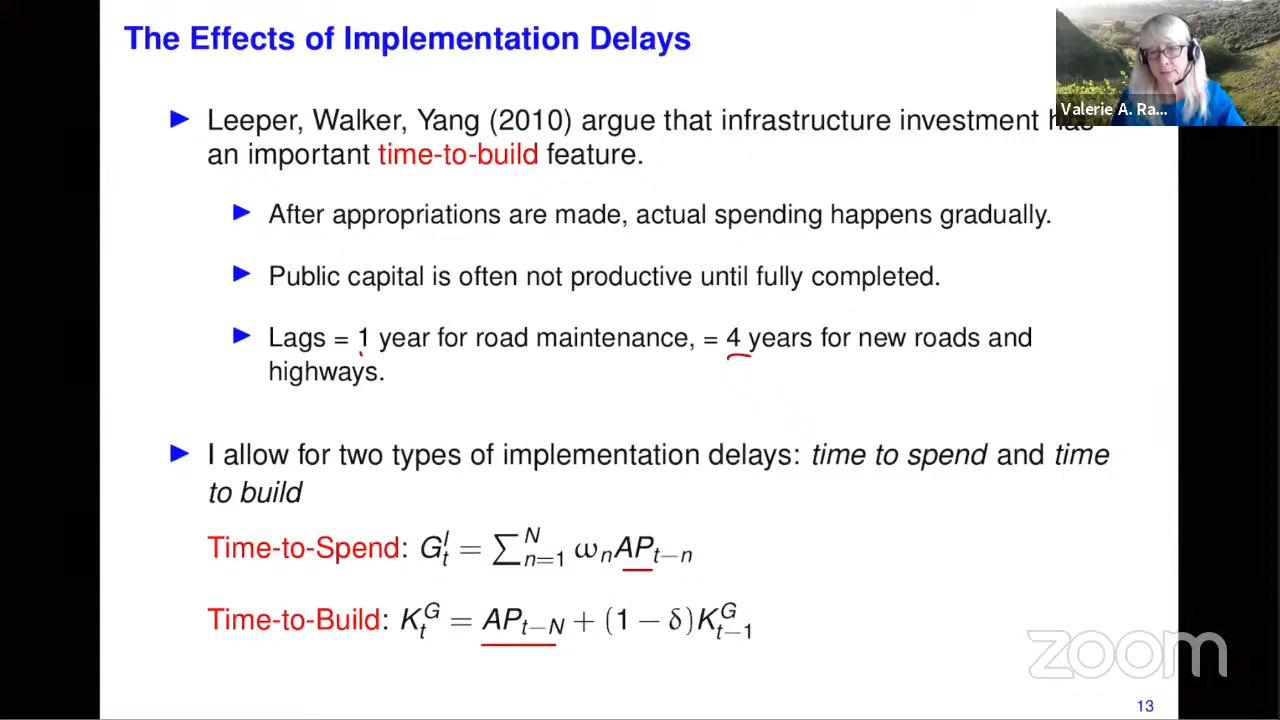 The Effects of Implementation Delays
Valerie A. Ra...
▶ Leeper, Walker, Yang (2010) argue that infrastructure investment has
an important time-to-build feature.
▶ After appropriations are made, actual spending happens gradually.
▶ Public capital is often not productive until fully completed.
▶ Lags = 1 year for road maintenance, = 4 years for new roads and
highways.
▶ I allow for two types of implementation delays: time to spend and time
to build
Time-to-Spend: G_t^I = ∑_{n=1}^N ω_n AP_{t−n}
Time-to-Build: K_t^G = AP_{t−N} + (1 − δ)K_{t−1}^G
zoom
13